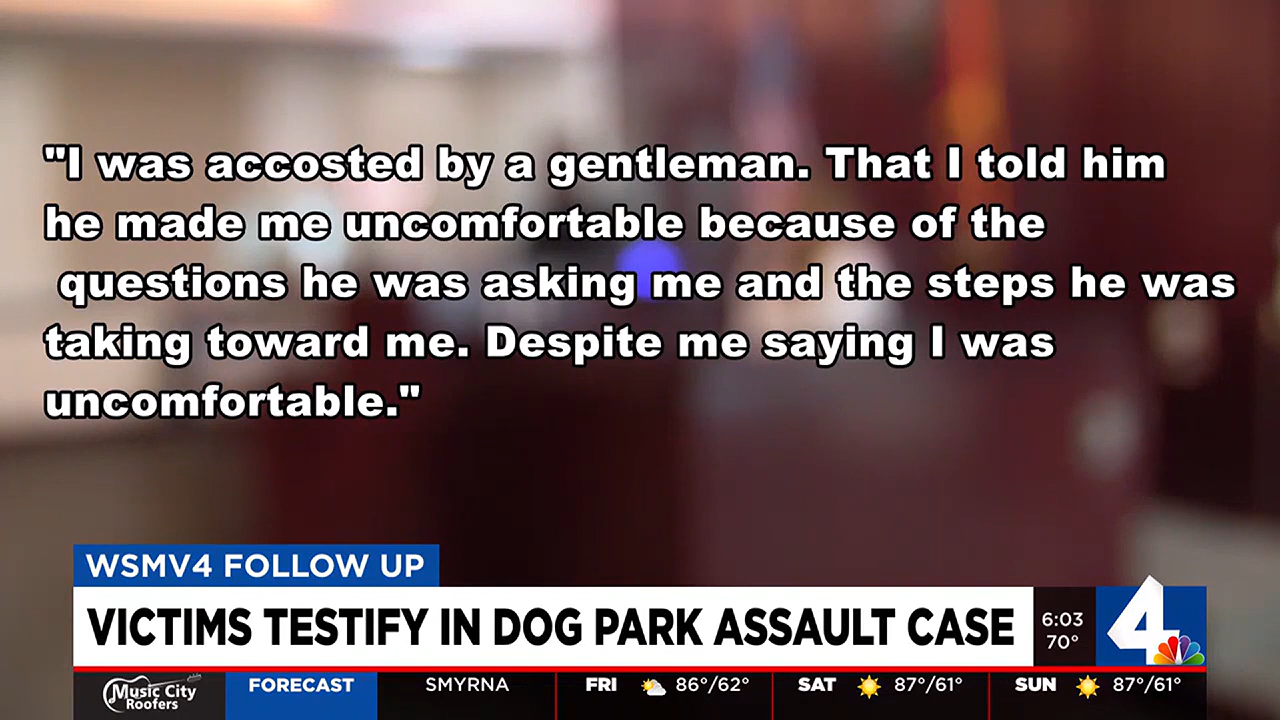 "I was accosted by a gentleman. That I told him
he made me uncomfortable because of the
questions he was asking me and the steps he was
taking toward me. Despite me saying I was
uncomfortable."
WSMV4 FOLLOW UP
VICTIMS TESTIFY IN DOG PARK ASSAULT CASE
6:03
70°
4
Music City
Roofers
FORECAST
SMYRNA
FRI 86°/62°
SAT 87°/61°
SUN 87°/61°